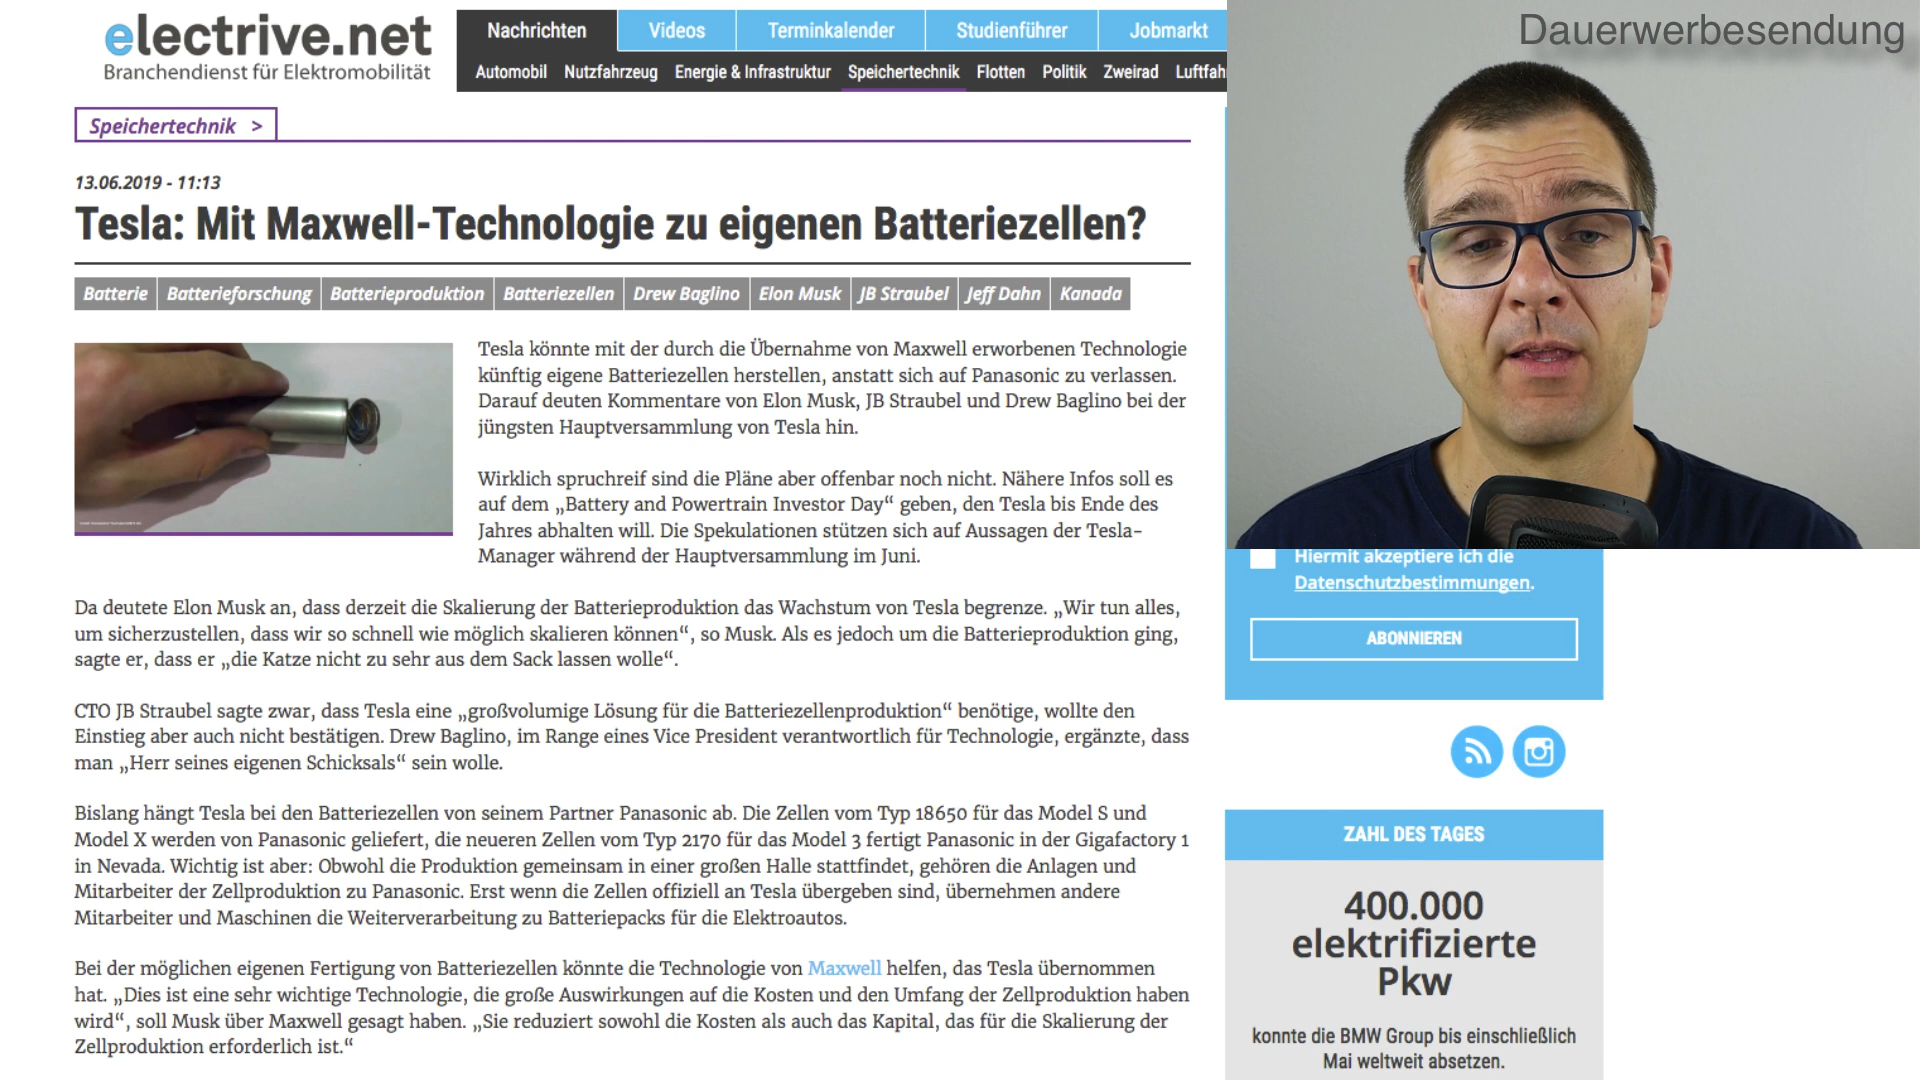 electrive.net
Branchendienst für Elektromobilität
Nachrichten
Videos
Terminkalender
Studienführer
Jobmarkt
Automobil
Nutzfahrzeug
Energie & Infrastruktur
Speichertechnik
Flotten
Politik
Zweirad
Luftfah
Dauerwerbesendung
Speichertechnik >
13.06.2019 - 11:13
Tesla: Mit Maxwell-Technologie zu eigenen Batteriezellen?
Batterie
Batterieforschung
Batterieproduktion
Batteriezellen
Drew Baglino
Elon Musk
JB Straubel
Jeff Dahn
Kanada
Tesla könnte mit der durch die Übernahme von Maxwell erworbenen Technologie
künftig eigene Batteriezellen herstellen, anstatt sich auf Panasonic zu verlassen.
Darauf deuten Kommentare von Elon Musk, JB Straubel und Drew Baglino bei der
jüngsten Hauptversammlung von Tesla hin.
Wirklich spruchreif sind die Pläne aber offenbar noch nicht. Nähere Infos soll es
auf dem „Battery and Powertrain Investor Day“ geben, den Tesla bis Ende des
Jahres abhalten will. Die Spekulationen stützen sich auf Aussagen der Tesla-
Manager während der Hauptversammlung im Juni.
Da deutete Elon Musk an, dass derzeit die Skalierung der Batterieproduktion das Wachstum von Tesla begrenze. „Wir tun alles,
um sicherzustellen, dass wir so schnell wie möglich skalieren können“, so Musk. Als es jedoch um die Batterieproduktion ging,
sagte er, dass er „die Katze nicht zu sehr aus dem Sack lassen wolle“.
CTO JB Straubel sagte zwar, dass Tesla eine „großvolumige Lösung für die Batteriezellenproduktion“ benötige, wollte den
Einstieg aber auch nicht bestätigen. Drew Baglino, im Range eines Vice President verantwortlich für Technologie, ergänzte, dass
man „Herr seines eigenen Schicksals“ sein wolle.
Bislang hängt Tesla bei den Batteriezellen von seinem Partner Panasonic ab. Die Zellen vom Typ 18650 für das Model S und
Model X werden von Panasonic geliefert, die neueren Zellen vom Typ 2170 für das Model 3 fertigt Panasonic in der Gigafactory 1
in Nevada. Wichtig ist aber: Obwohl die Produktion gemeinsam in einer großen Halle stattfindet, gehören die Anlagen und
Mitarbeiter der Zellproduktion zu Panasonic. Erst wenn die Zellen offiziell an Tesla übergeben sind, übernehmen andere
Mitarbeiter und Maschinen die Weiterverarbeitung zu Batteriepacks für die Elektroautos.
Bei der möglichen eigenen Fertigung von Batteriezellen könnte die Technologie von Maxwell helfen, das Tesla übernommen
hat. „Dies ist eine sehr wichtige Technologie, die große Auswirkungen auf die Kosten und den Umfang der Zellproduktion haben
wird“, soll Musk über Maxwell gesagt haben. „Sie reduziert sowohl die Kosten als auch das Kapital, das für die Skalierung der
Zellproduktion erforderlich ist.“
Hiermit akzeptiere ich die
Datenschutzbestimmungen.
ABONNIEREN
ZAHL DES TAGES
400.000
elektrifizierte
Pkw
konnte die BMW Group bis einschließlich
Mai weltweit absetzen.